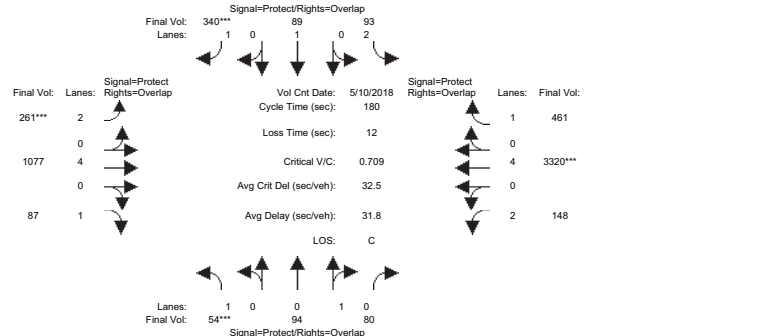 Signal=Protect/Rights=Overlap
Final Vol: 340*** 89 93
Lanes: 1 0 1 0 2
Signal=Protect
Final Vol: Lanes: Rights=Overlap
Vol Cnt Date: 5/10/2018
Signal=Protect
Rights=Overlap Lanes: Final Vol:
Cycle Time (sec): 180
261*** 2 1 461
Loss Time (sec): 12
0 0
1077 4 Critical V/C: 0.709 4 3320***
0 Avg Crit Del (sec/veh): 32.5 0
87 1 Avg Delay (sec/veh): 31.8 2 148
LOS: C
Lanes: 1 0 0 1 0
Final Vol: 54*** 94 80
Signal=Protect/Rights=Overlap